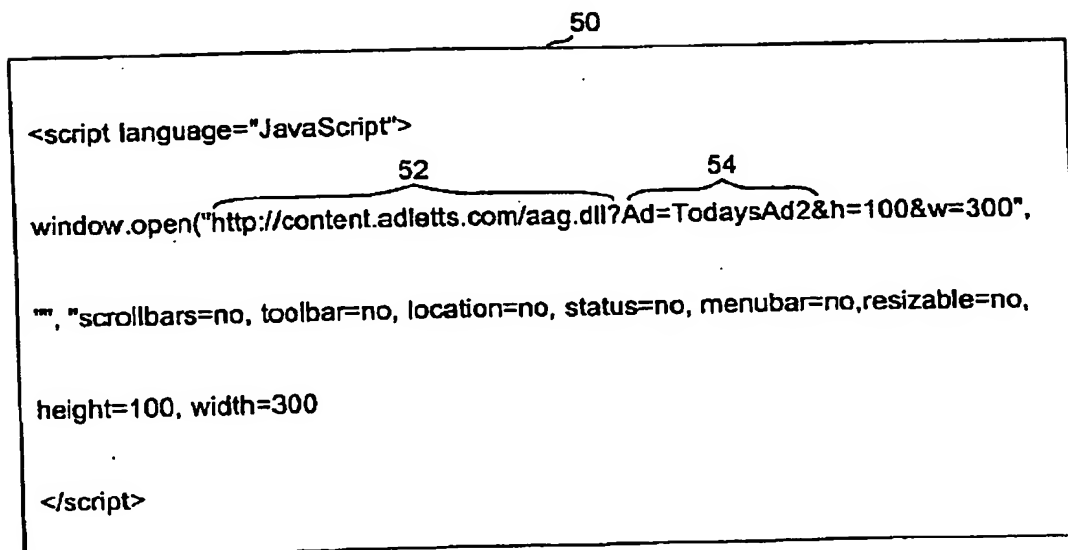 50
<script language="JavaScript">
52 54
window.open("http://content.adletts.com/aag.dll?Ad=TodaysAd2&h=100&w=300",
"", "scrollbars=no, toolbar=no, location=no, status=no, menubar=no,resizable=no,
height=100, width=300
</script>